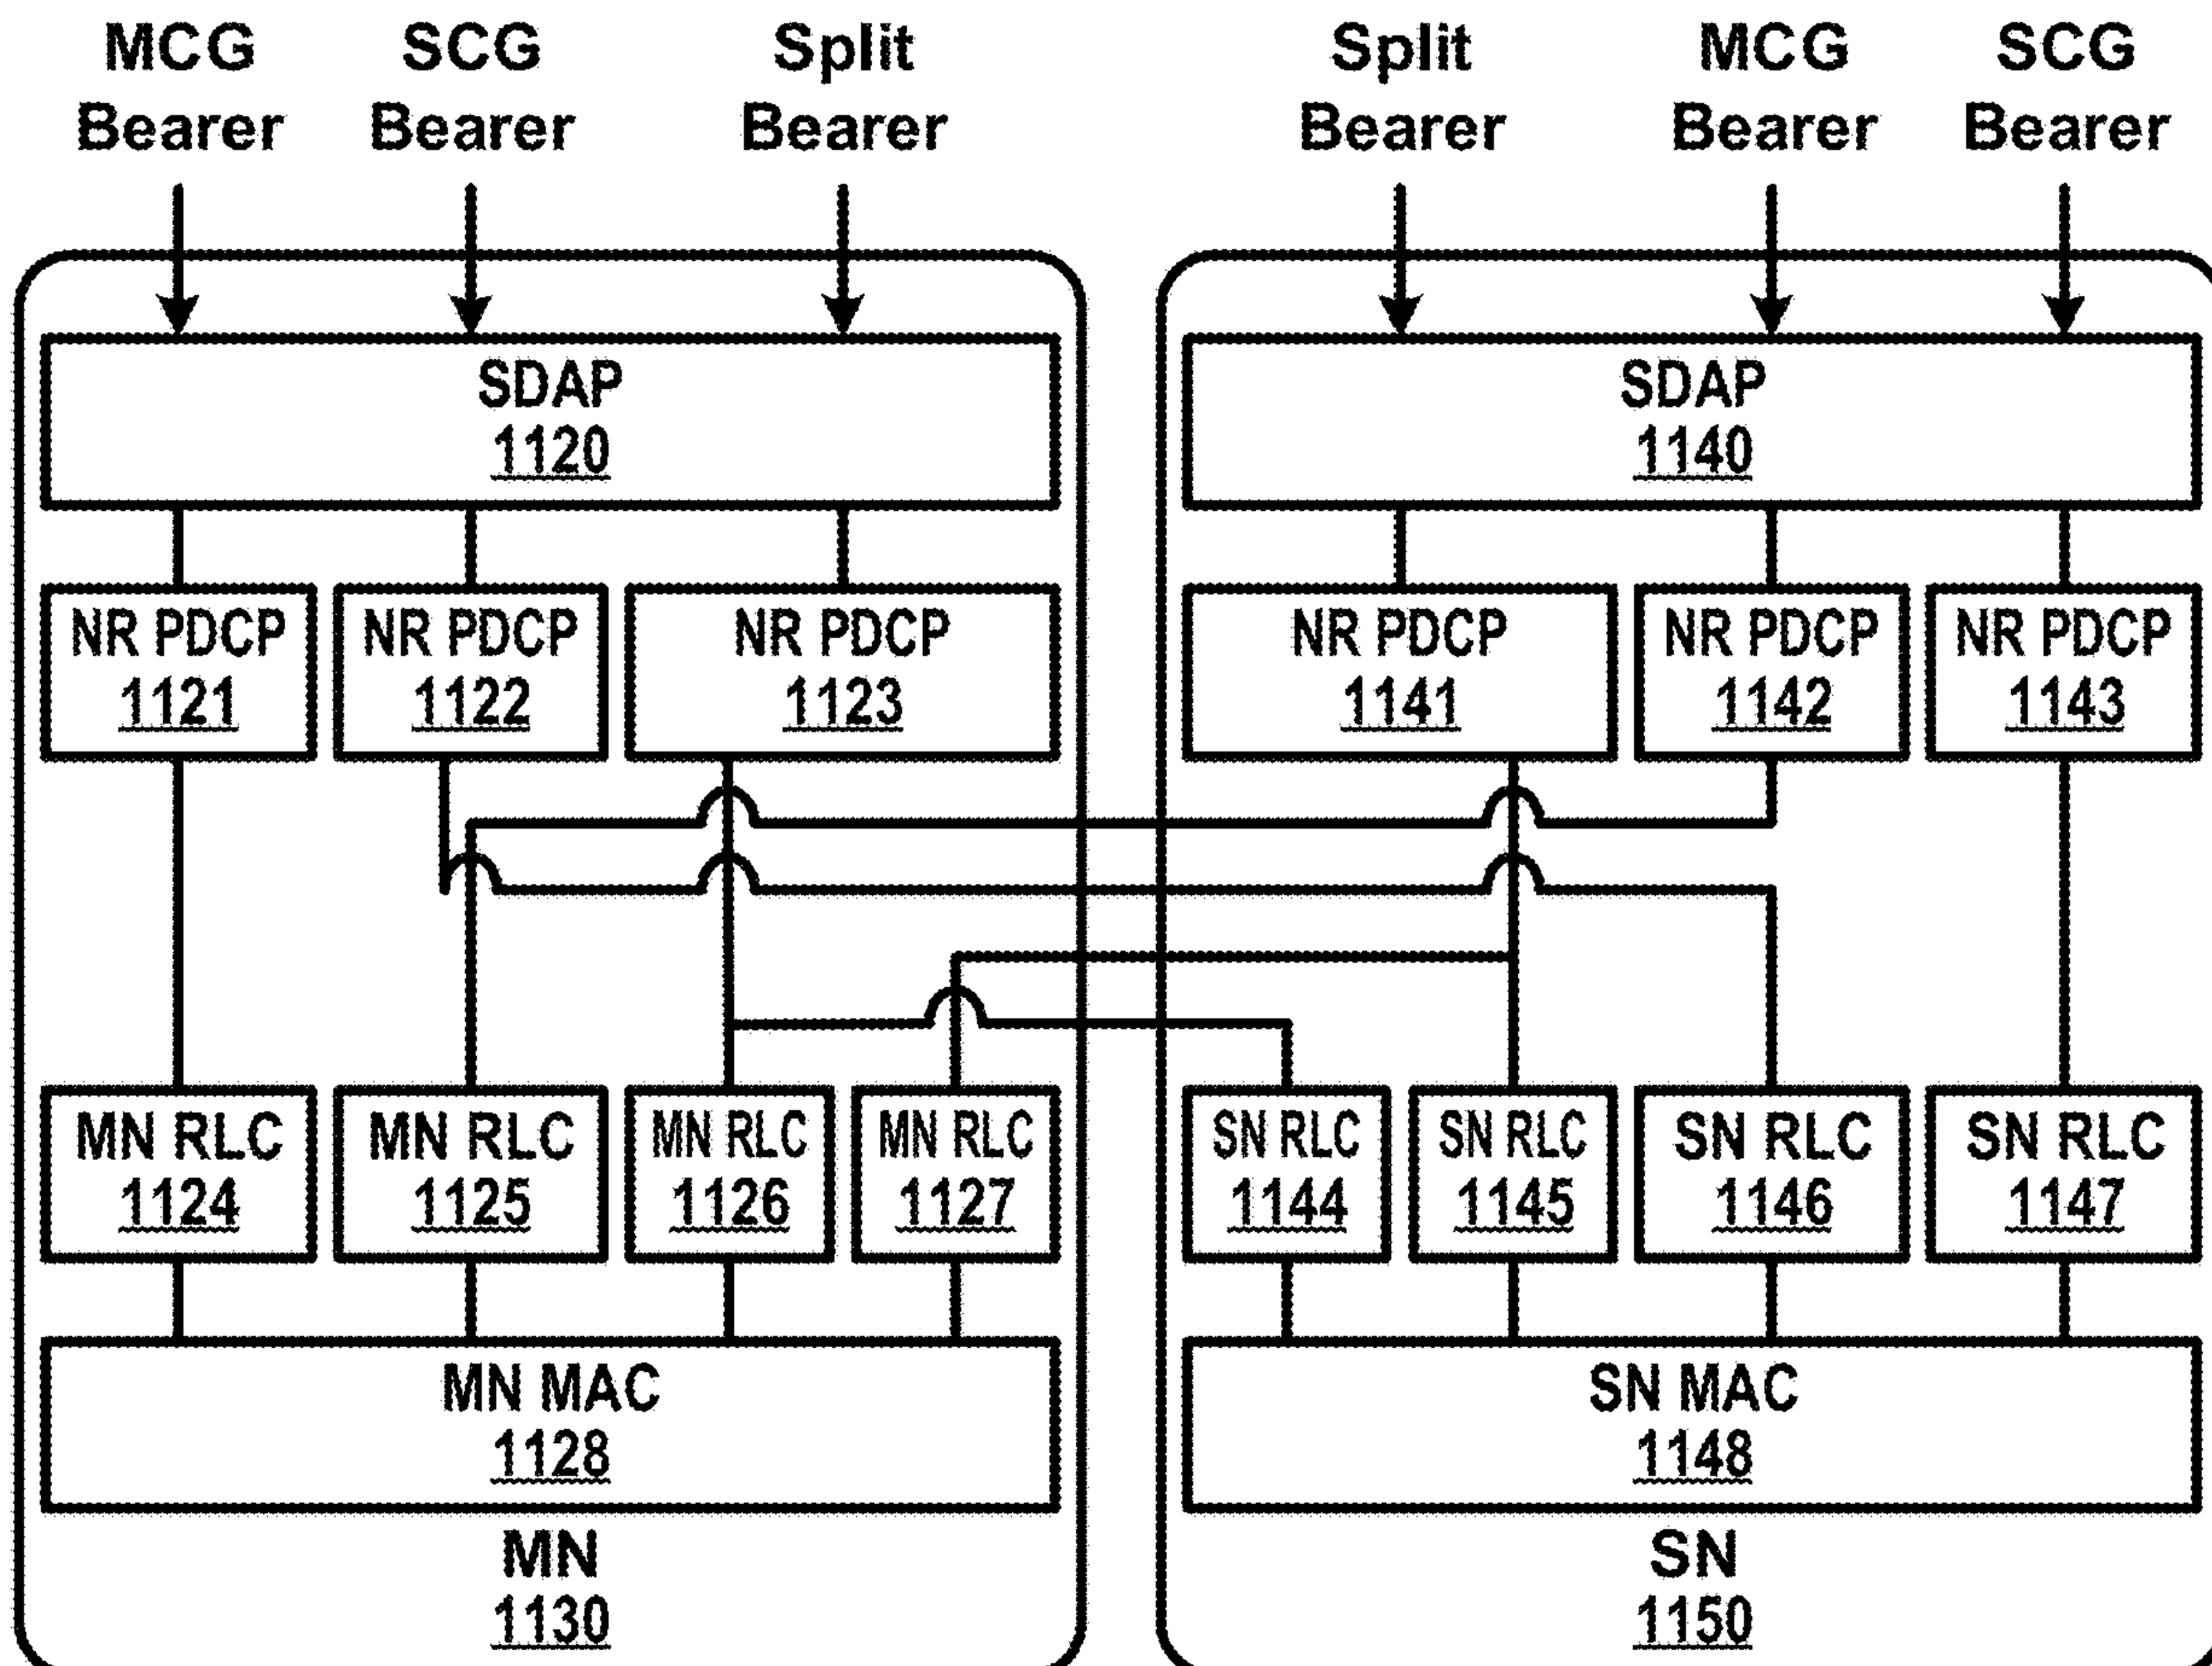 MCG Bearer
SCG Bearer
Split Bearer
Split Bearer
MCG Bearer
SCG Bearer
SDAP
1120
SDAP
1140
NR PDCP
1121
NR PDCP
1122
NR PDCP
1123
NR PDCP
1141
NR PDCP
1142
NR PDCP
1143
MN RLC
1124
MN RLC
1125
MN RLC
1126
MN RLC
1127
SN RLC
1144
SN RLC
1145
SN RLC
1146
SN RLC
1147
MN MAC
1128
SN MAC
1148
MN
1130
SN
1150